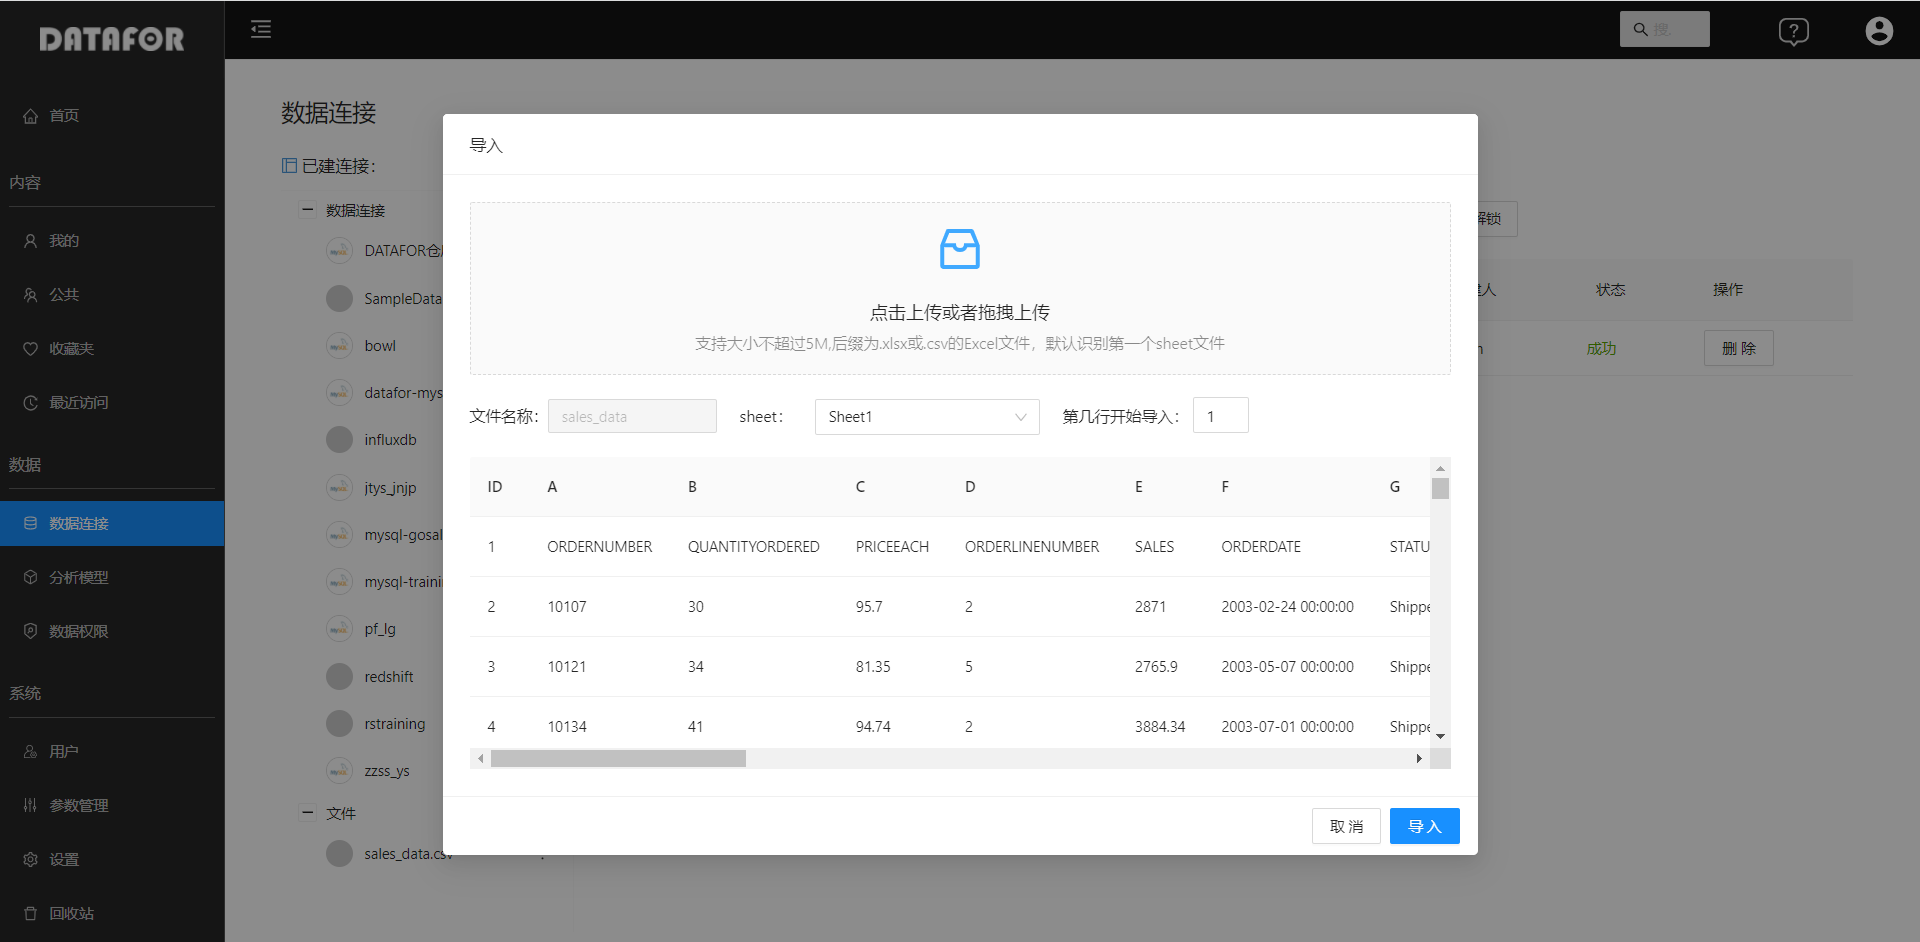 DATAFOR
搜
首页
内容
我的
公共
收藏夹
最近访问
数据
数据连接
分析模型
数据权限
系统
用户
参数管理
设置
回收站
数据连接
已建连接：
数据连接
DATAFOR仓
SampleData
bowl
datafor-mys
influxdb
jtys_jnjp
mysql-gosal
mysql-traini
pf_lg
redshift
rstraining
zzss_ys
文件
sales_data.csv
解锁
建人 状态 操作
n 成功 删 除
导入
点击上传或者拖拽上传
支持大小不超过5M,后缀为.xlsx或.csv的Excel文件，默认识别第一个sheet文件
文件名称： sales_data sheet： Sheet1 第几行开始导入： 1
ID A B C D E F G
1 ORDERNUMBER QUANTITYORDERED PRICEEACH ORDERLINENUMBER SALES ORDERDATE STATU
2 10107 30 95.7 2 2871 2003-02-24 00:00:00 Shippe
3 10121 34 81.35 5 2765.9 2003-05-07 00:00:00 Shippe
4 10134 41 94.74 2 3884.34 2003-07-01 00:00:00 Shippe
取 消 导 入